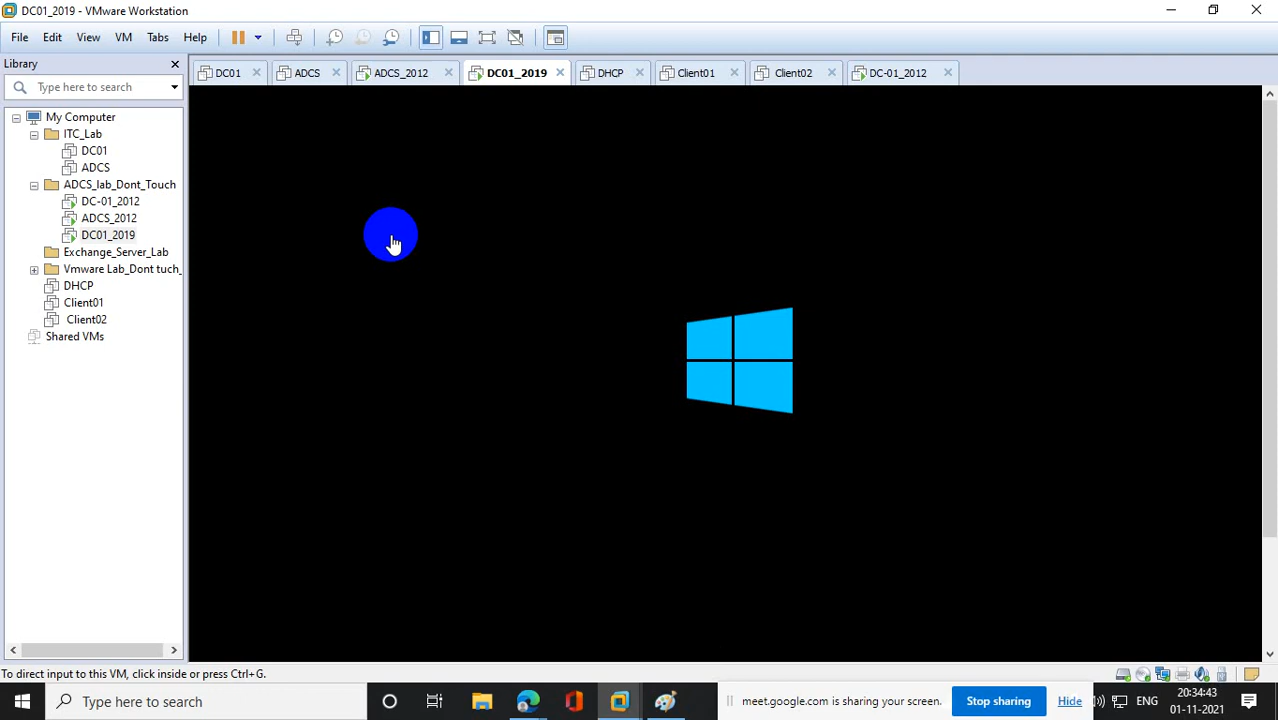 DC01_2019 - VMware Workstation
File Edit View VM Tabs Help
Library
Type here to search
DC01 ADCS ADCS_2012 DC01_2019 DHCP Client01 Client02 DC-01_2012
My Computer
ITC_Lab
DC01
ADCS
ADCS_lab_Dont_Touch
DC-01_2012
ADCS_2012
DC01_2019
Exchange_Server_Lab
Vmware Lab_Dont tuch_
DHCP
Client01
Client02
Shared VMs
To direct input to this VM, click inside or press Ctrl+G.
Type here to search
meet.google.com is sharing your screen. Stop sharing Hide
ENG
20:34:43
01-11-2021